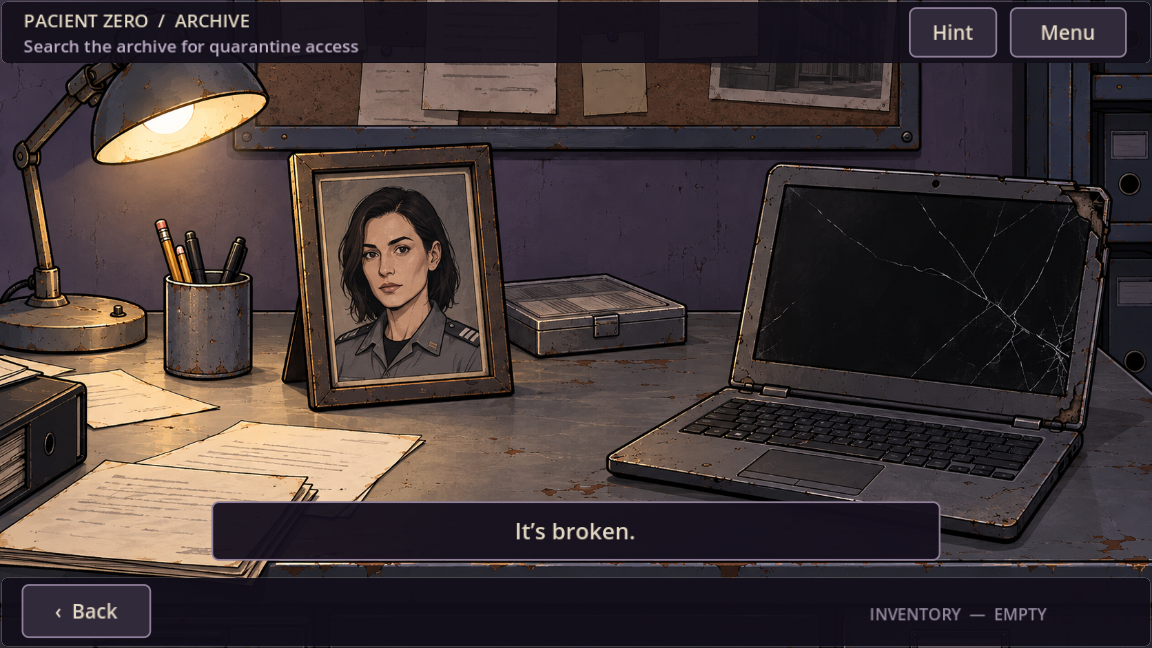 PACIENT ZERO / ARCHIVE
Search the archive for quarantine access
Hint
Menu
It's broken.
‹ Back
INVENTORY — EMPTY